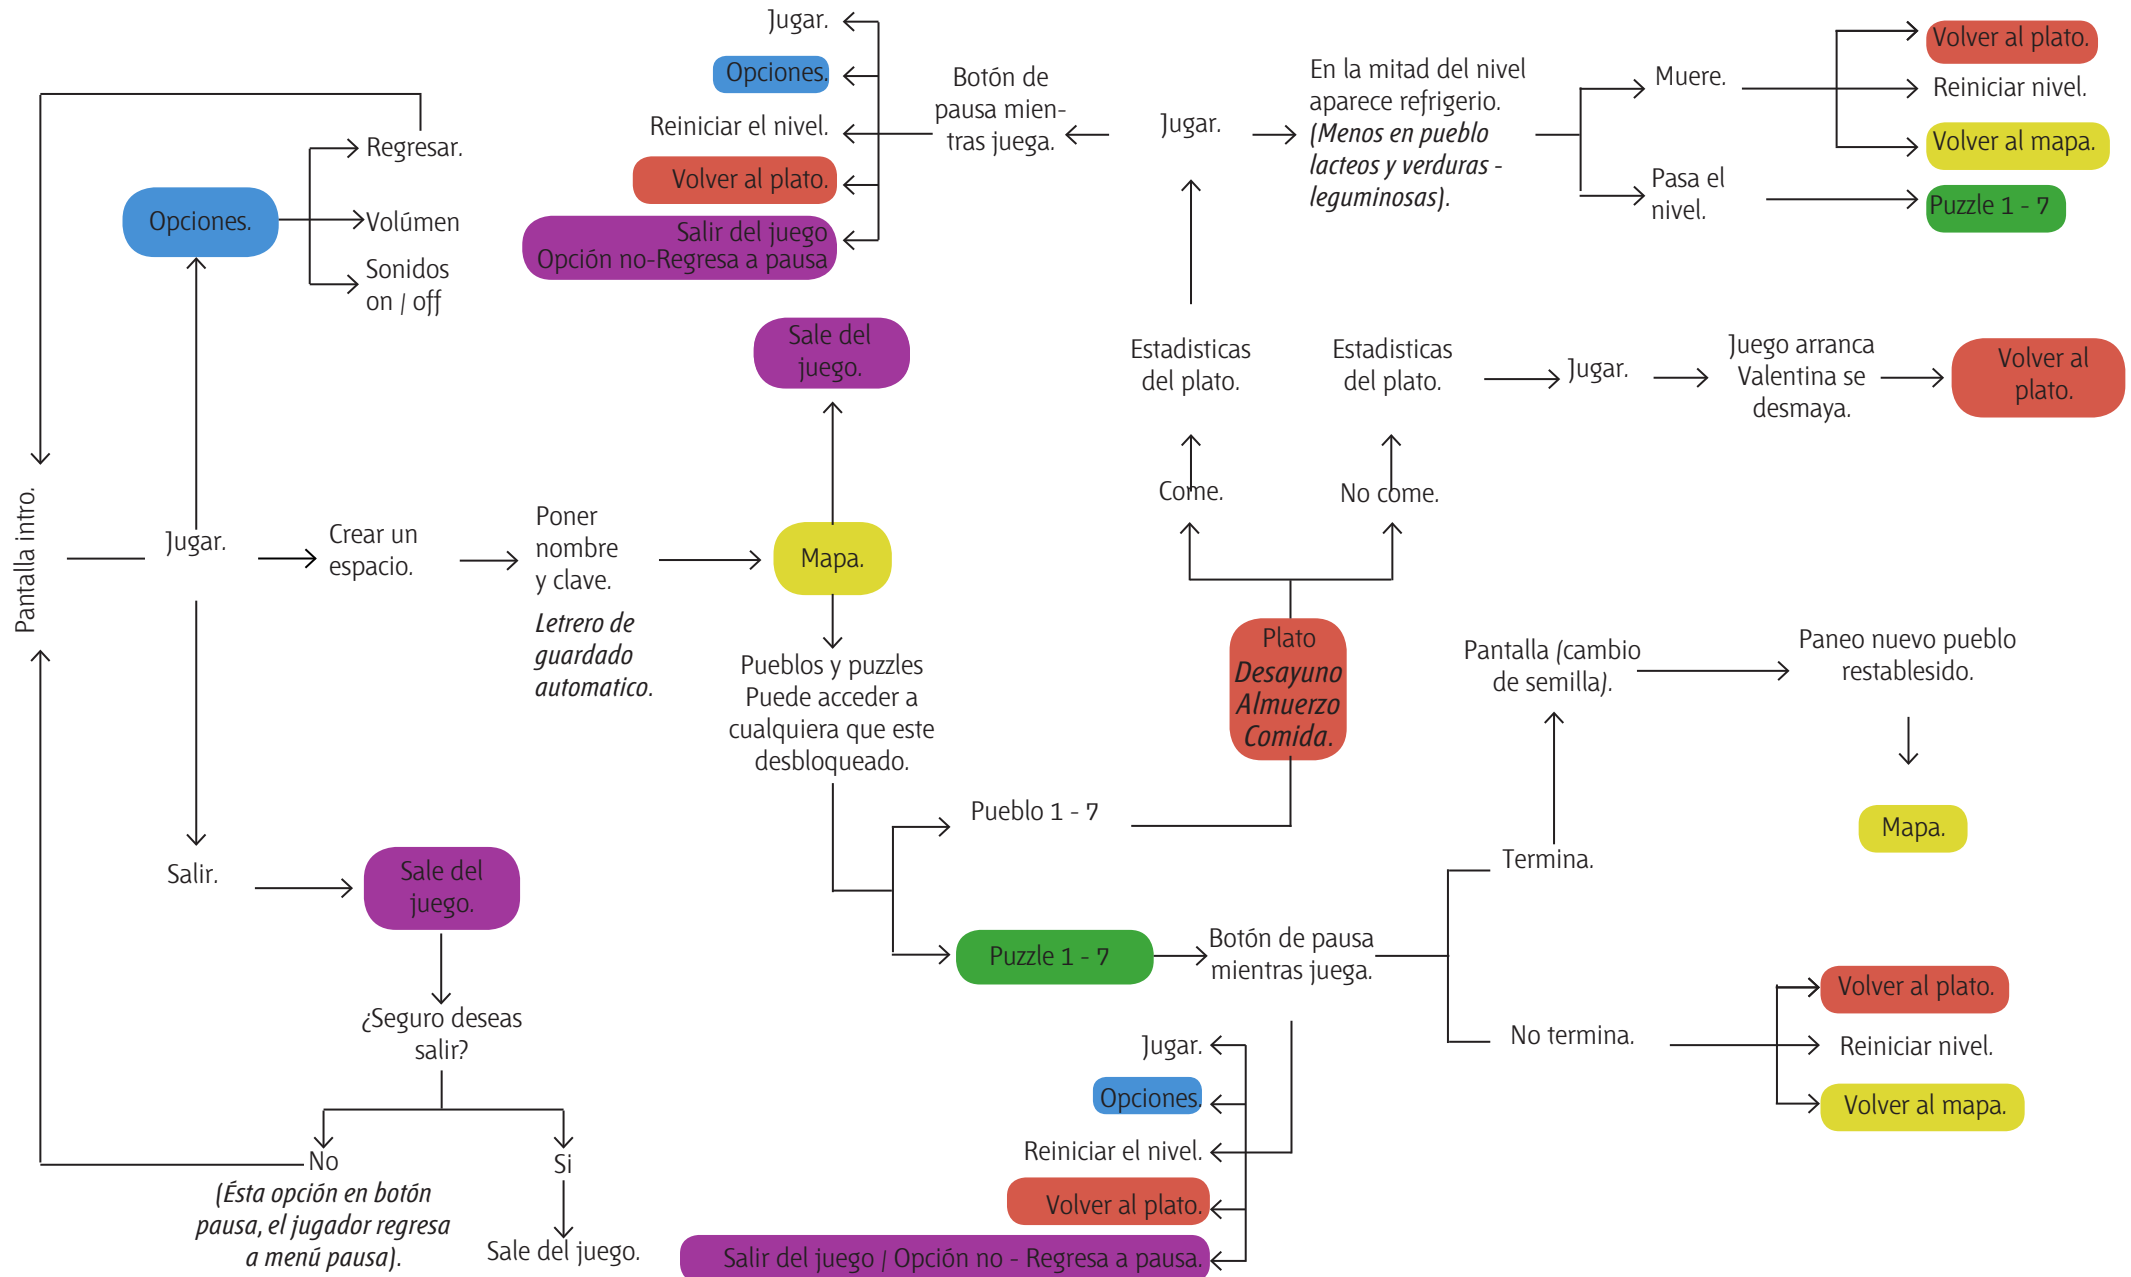 Jugar.
Opciones.
Reiniciar el nivel.
Volver al plato.
Salir del juego
Opción no-Regresa a pausa
Botón de
pausa mien-
tras juega.
Jugar.
En la mitad del nivel
aparece refrigerio.
(Menos en pueblo
lacteos y verduras -
leguminosas).
Muere.
Pasa el
nivel.
Volver al plato.
Reiniciar nivel.
Volver al mapa.
Puzzle 1 - 7
Regresar.
Opciones.
Volúmen
Sonidos
on / off
Sale del
juego.
Estadisticas
del plato.
Estadisticas
del plato.
Jugar.
Juego arranca
Valentina se
desmaya.
Volver al
plato.
Come.
No come.
Pantalla intro.
Jugar.
Crear un
espacio.
Poner
nombre
y clave.
Letrero de
guardado
automatico.
Mapa.
Pueblos y puzzles
Puede acceder a
cualquiera que este
desbloqueado.
Plato
Desayuno
Almuerzo
Comida.
Pantalla (cambio
de semilla).
Paneo nuevo pueblo
restablesido.
Mapa.
Pueblo 1 - 7
Termina.
Salir.
Sale del
juego.
Puzzle 1 - 7
Botón de pausa
mientras juega.
¿Seguro deseas
salir?
No termina.
Volver al plato.
Reiniciar nivel.
Volver al mapa.
Jugar.
Opciones.
Reiniciar el nivel.
Volver al plato.
Salir del juego / Opción no - Regresa a pausa.
No
(Ésta opción en botón
pausa, el jugador regresa
a menú pausa).
Si
Sale del juego.